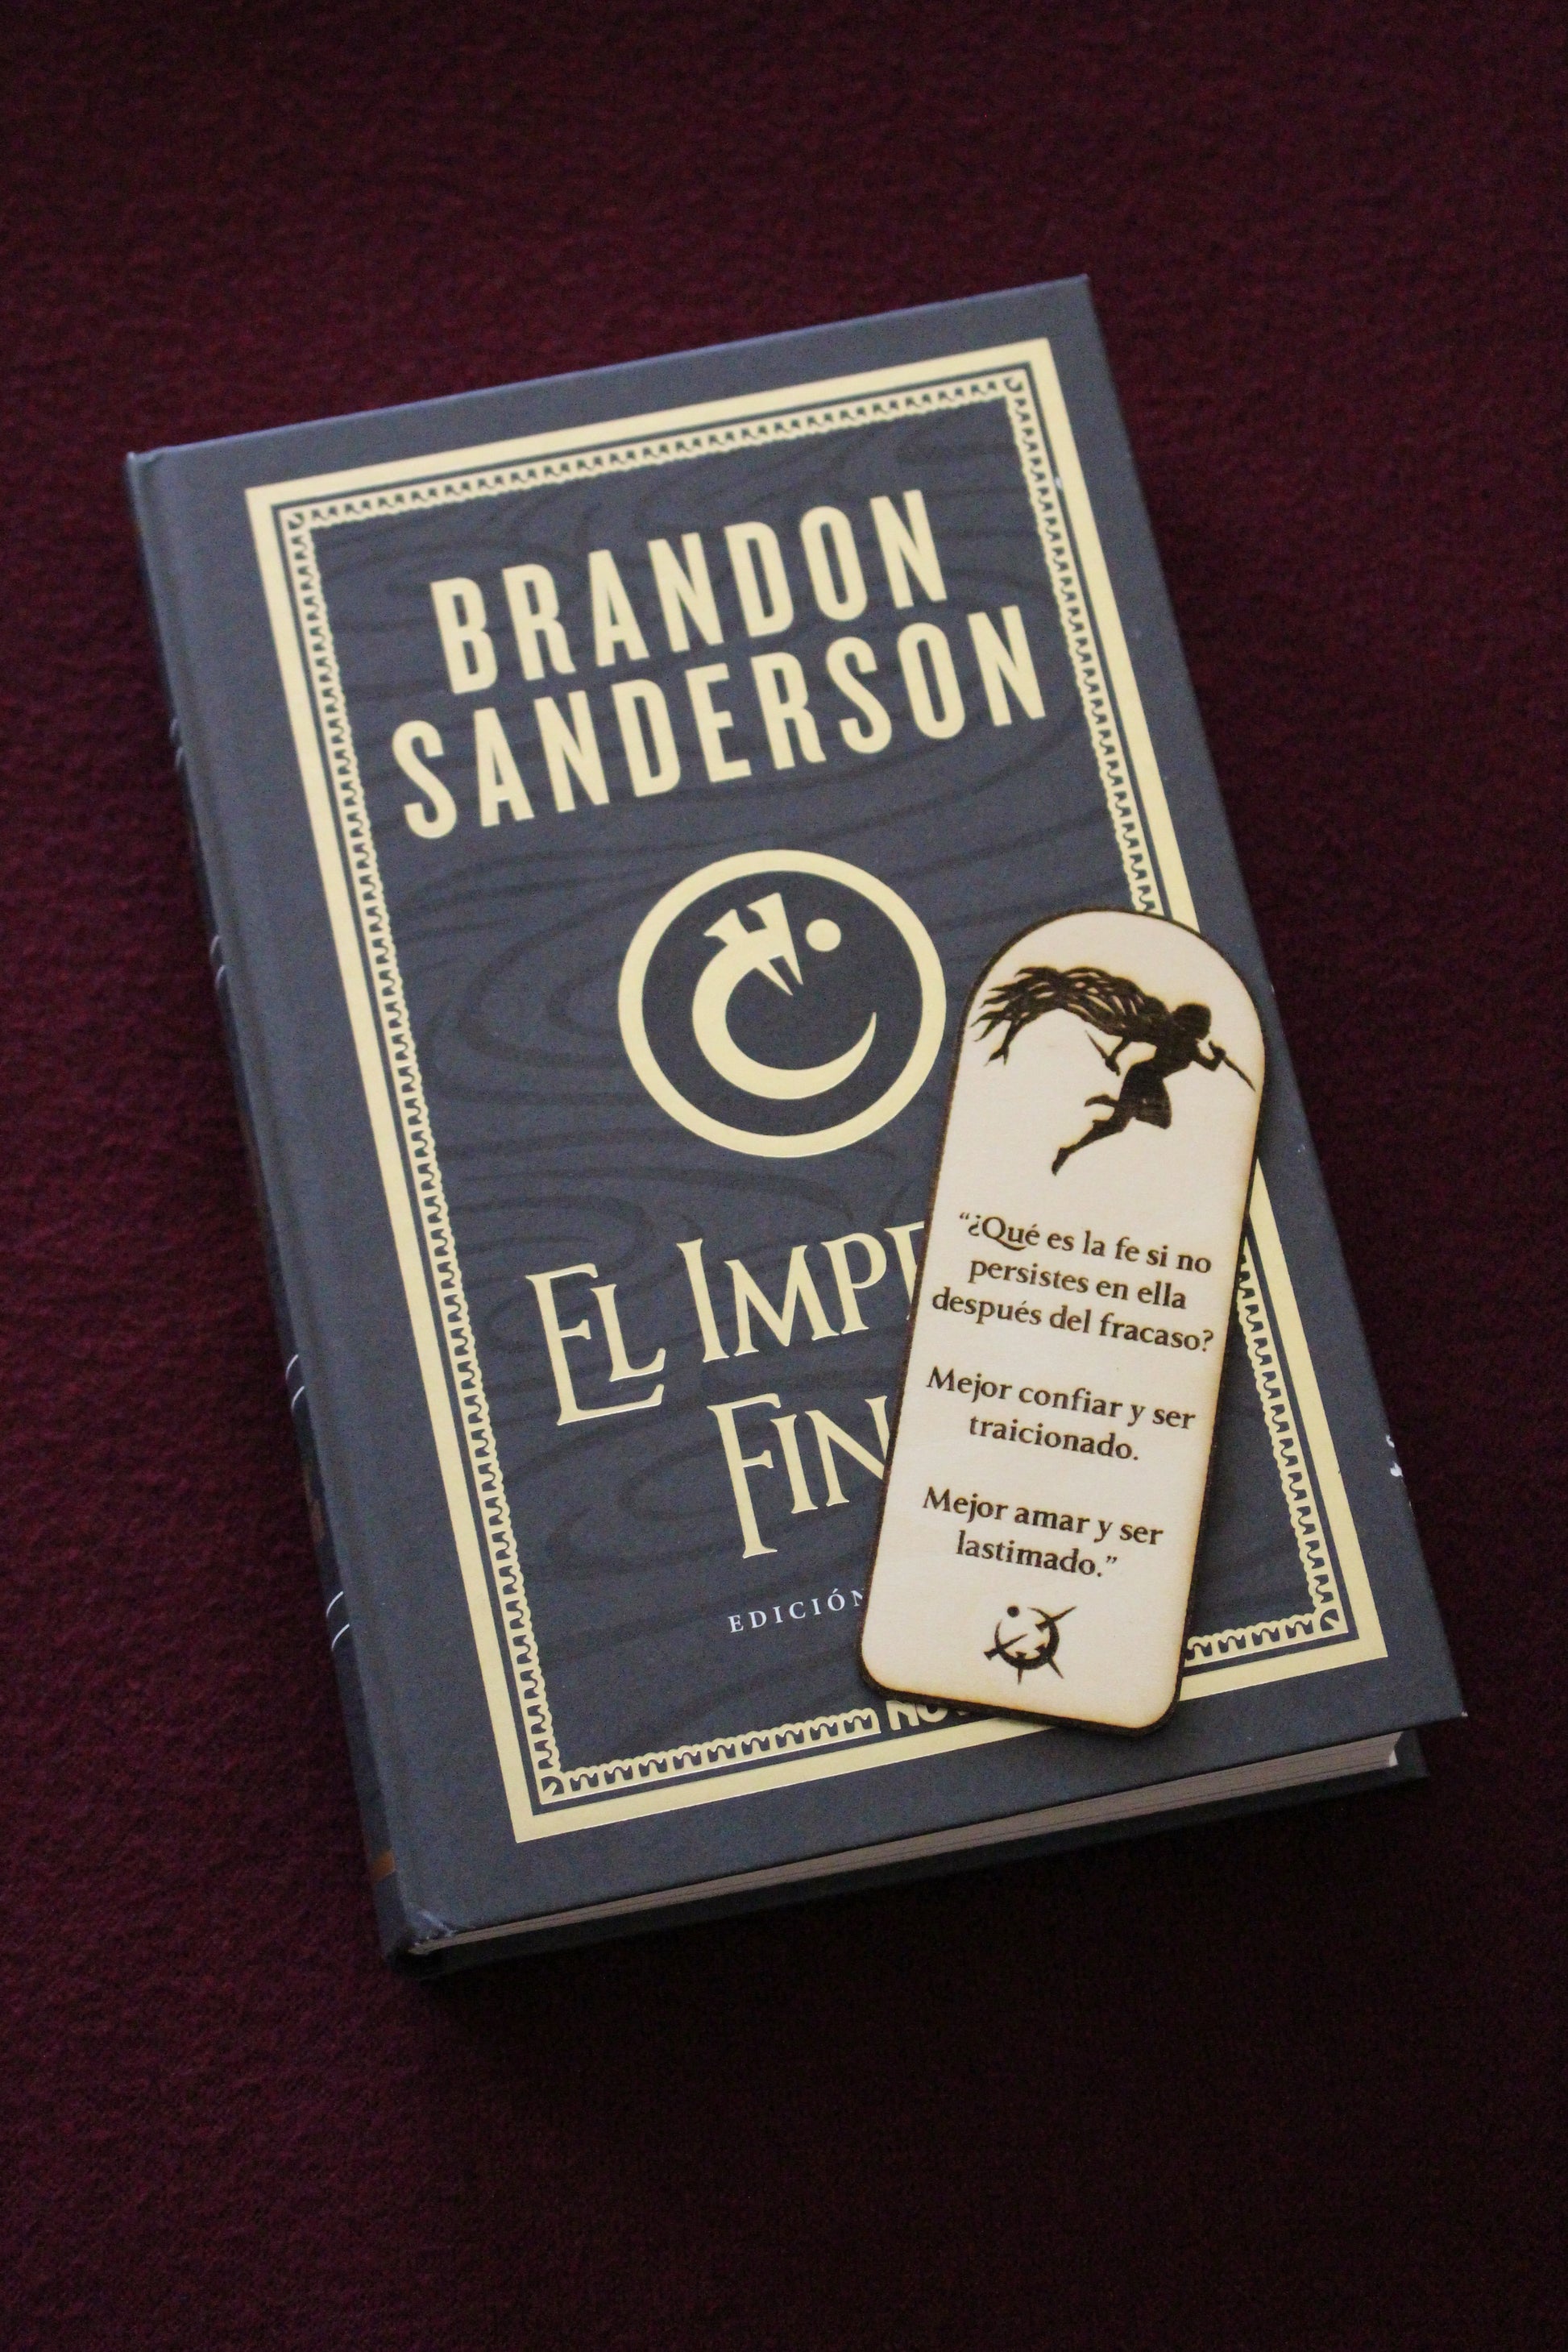 BRANDON
SANDERSON
EL
FIN
EDICIÓN
“¿Qué es la fe si no
persistes en ella
después del fracaso?
Mejor confiar y ser
traicionado.
Mejor amar y ser
lastimado.”